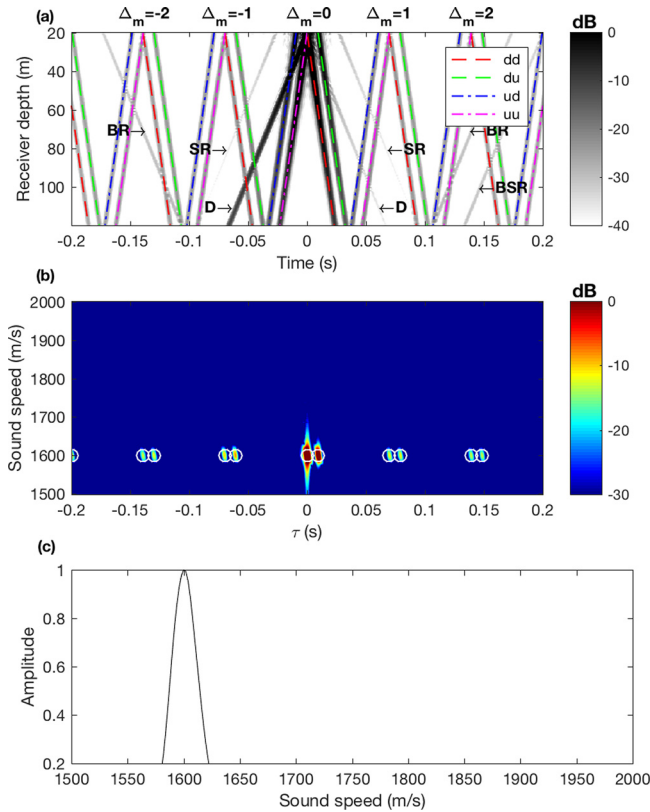 (a) Δm=-2 Δm=-1 Δm=0 Δm=1 Δm=2 dB
20
40
60
80
100
Receiver depth (m)
dd
du
ud
uu
BR→ ←BR
SR→ ←SR
←BSR
D→ ←D
-0.2 -0.15 -0.1 -0.05 0 0.05 0.1 0.15 0.2
Time (s)
0
-10
-20
-30
-40
(b) dB
2000
1900
1800
1700
1600
1500
Sound speed (m/s)
-0.2 -0.15 -0.1 -0.05 0 0.05 0.1 0.15 0.2
τ (s)
0
-10
-20
-30
(c)
1
0.8
0.6
0.4
0.2
Amplitude
1500 1550 1600 1650 1700 1750 1800 1850 1900 1950 2000
Sound speed (m/s)